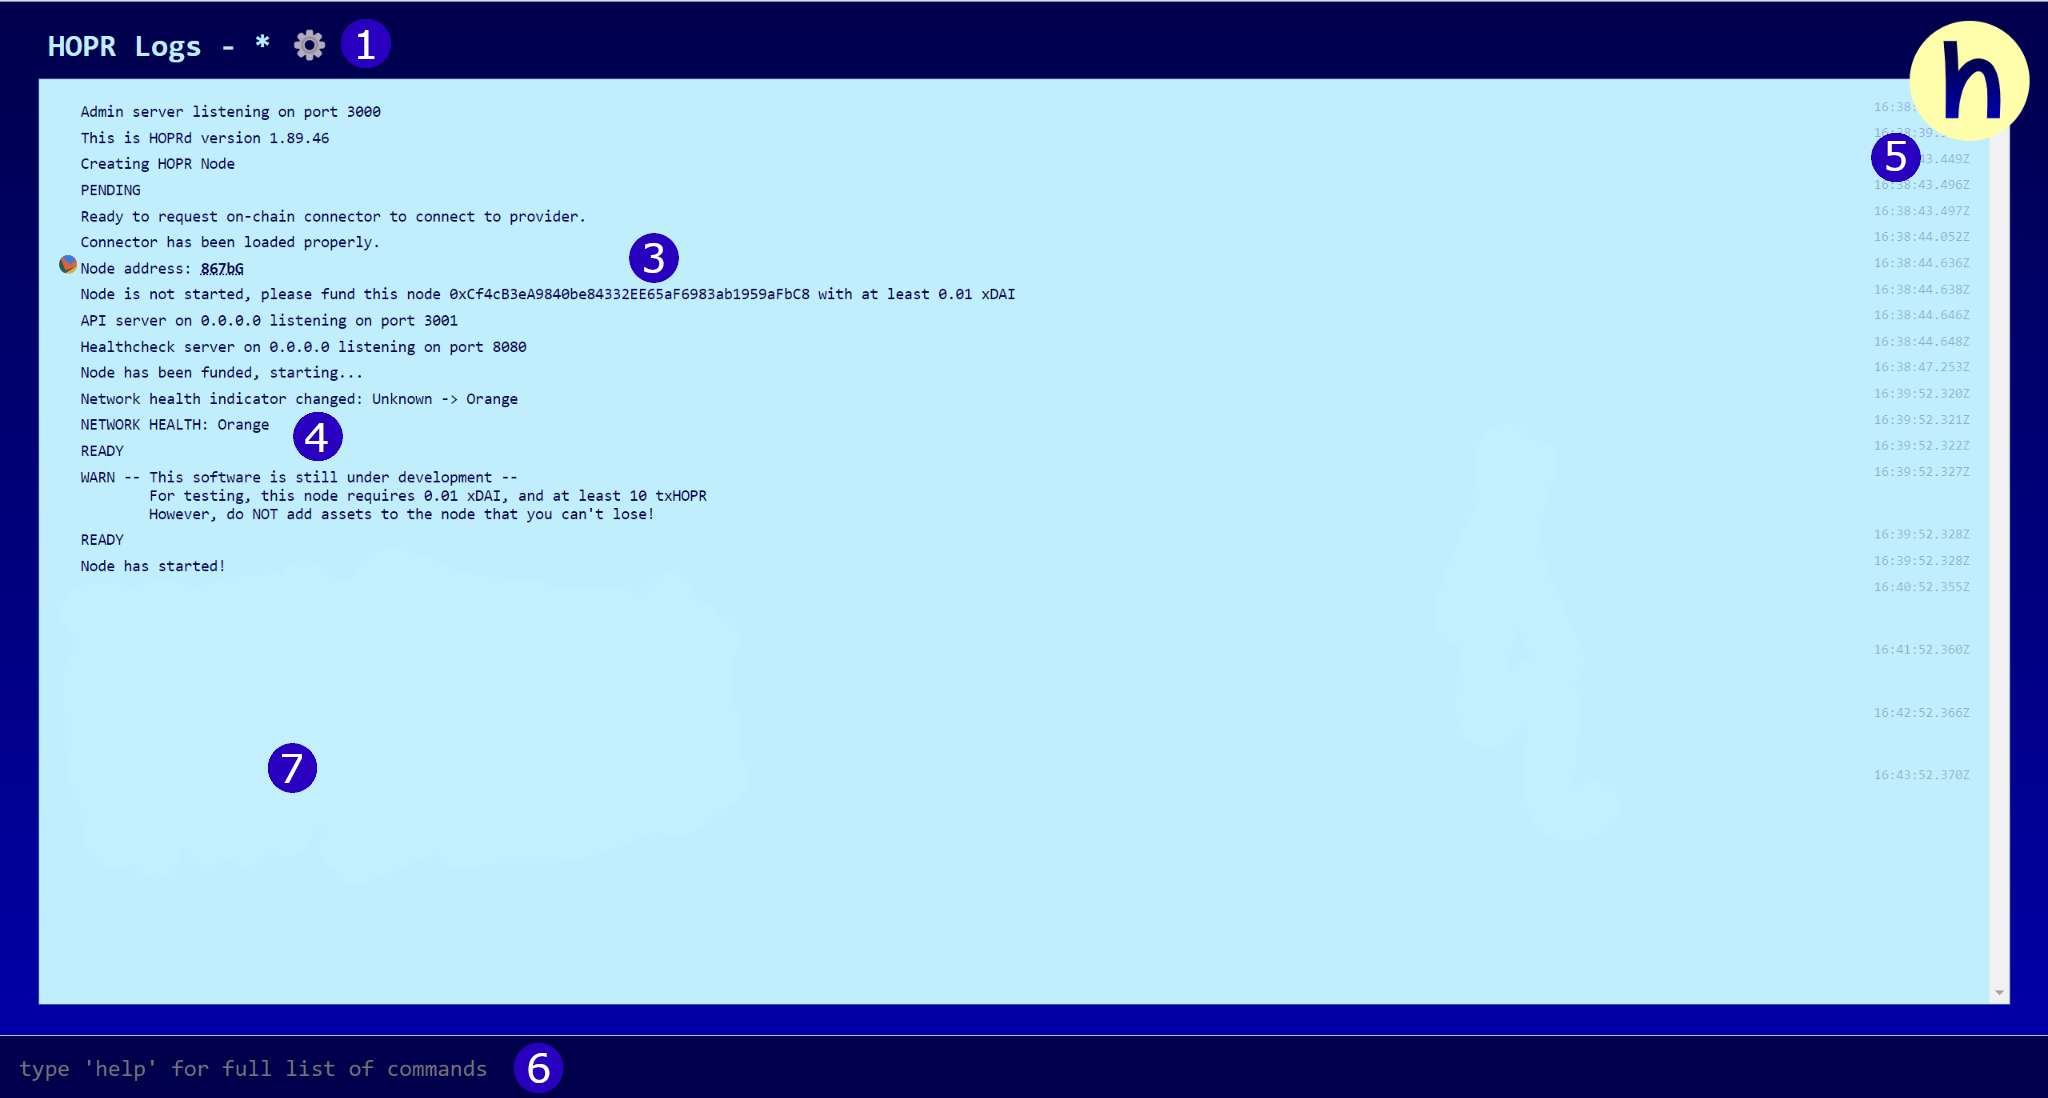 HOPR Logs - * 1
h
Admin server listening on port 3000 16:38:
This is HOPRd version 1.89.46 16:38:39.
Creating HOPR Node 5 43.449Z
PENDING 16:38:43.496Z
Ready to request on-chain connector to connect to provider. 16:38:43.497Z
Connector has been loaded properly. 16:38:44.052Z
3
Node address: 867bG 16:38:44.636Z
Node is not started, please fund this node 0xCf4cB3eA9840be84332EE65aF6983ab1959aFbC8 with at least 0.01 xDAI 16:38:44.638Z
API server on 0.0.0.0 listening on port 3001 16:38:44.646Z
Healthcheck server on 0.0.0.0 listening on port 8080 16:38:44.648Z
Node has been funded, starting... 16:38:47.253Z
Network health indicator changed: Unknown -> Orange 16:39:52.320Z
NETWORK HEALTH: Orange 4 16:39:52.321Z
READY 16:39:52.322Z
WARN -- This software is still under development -- 16:39:52.327Z
For testing, this node requires 0.01 xDAI, and at least 10 txHOPR
However, do NOT add assets to the node that you can't lose!
READY 16:39:52.328Z
Node has started! 16:39:52.328Z
16:40:52.355Z
16:41:52.360Z
16:42:52.366Z
7
16:43:52.370Z
type 'help' for full list of commands 6